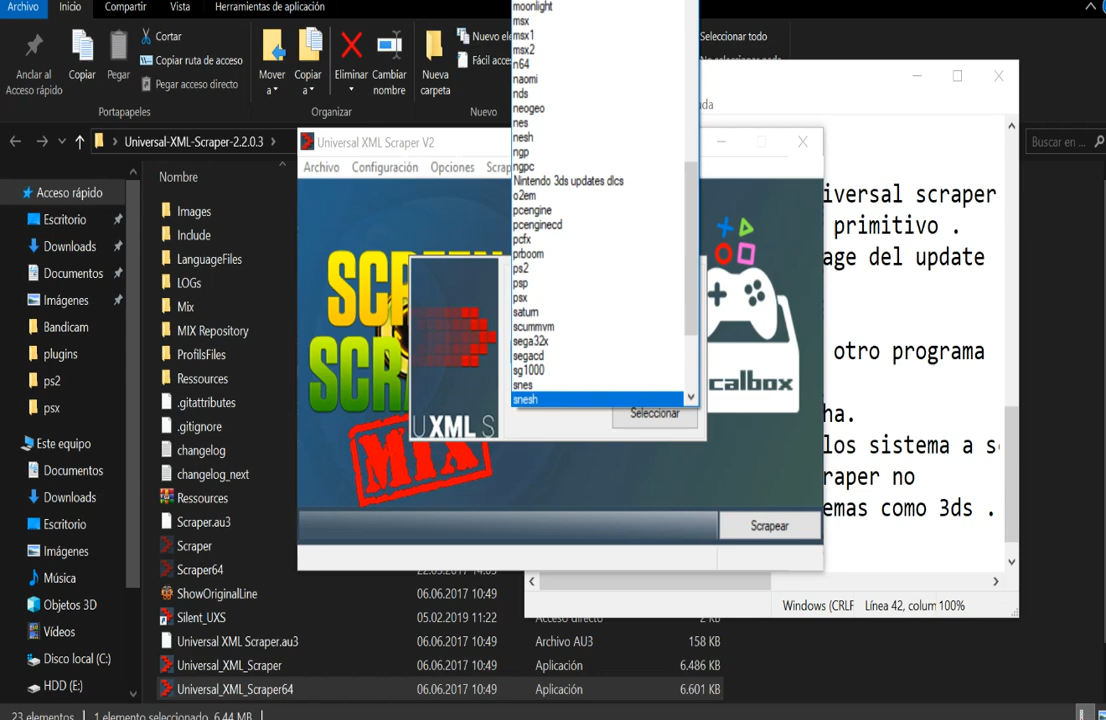 Archivo
Inicio
Compartir
Vista
Herramientas de aplicación
Anclar al
Acceso rápido
Copiar
Pegar
Cortar
Copiar ruta de acceso
Pegar acceso directo
Portapapeles
Mover
a
Copiar
a
Eliminar
Cambiar
nombre
Organizar
Nueva
carpeta
Nuevo
Fácil
Nuevo
Seleccionar todo
Universal-XML-Scraper-2.2.0.3
Buscar en ...
Acceso rápido
Escritorio
Downloads
Documentos
Imágenes
Bandicam
plugins
ps2
psx
Este equipo
Documentos
Downloads
Escritorio
Imágenes
Música
Objetos 3D
Vídeos
Disco local (C:)
HDD (E:)
Nombre
Images
Include
LanguageFiles
LOGs
Mix
MIX Repository
ProfilsFiles
Ressources
.gitattributes
.gitignore
changelog
changelog_next
Ressources
Scraper.au3
Scraper
Scraper64
ShowOriginalLine 06.06.2017 10:49
Silent_UXS 05.02.2019 11:22 Acceso directo 2 KB
Universal XML Scraper.au3 06.06.2017 10:49 Archivo AU3 158 KB
Universal_XML_Scraper 06.06.2017 10:49 Aplicación 6.486 KB
Universal_XML_Scraper64 06.06.2017 10:49 Aplicación 6.601 KB
23 elementos
1 elemento seleccionado 6,44 MB
Universal XML Scraper V2
Archivo
Configuración
Opciones
Scrap
SCR
SCR
MIX
UXML S
calbox
Seleccionar
Scrapear
moonlight
msx
msx1
msx2
n64
naomi
nds
neogeo
nes
nesh
ngp
ngpc
Nintendo 3ds updates dlcs
o2em
pcengine
pcenginecd
pcfx
prboom
ps2
psp
psx
saturn
scummvm
sega32x
segacd
sg1000
snes
snesh
uda
iversal scraper
primitivo .
age del update
otro programa
ha.
los sistema a s
raper no
emas como 3ds .
Windows (CRLF
Línea 42, colum
100%